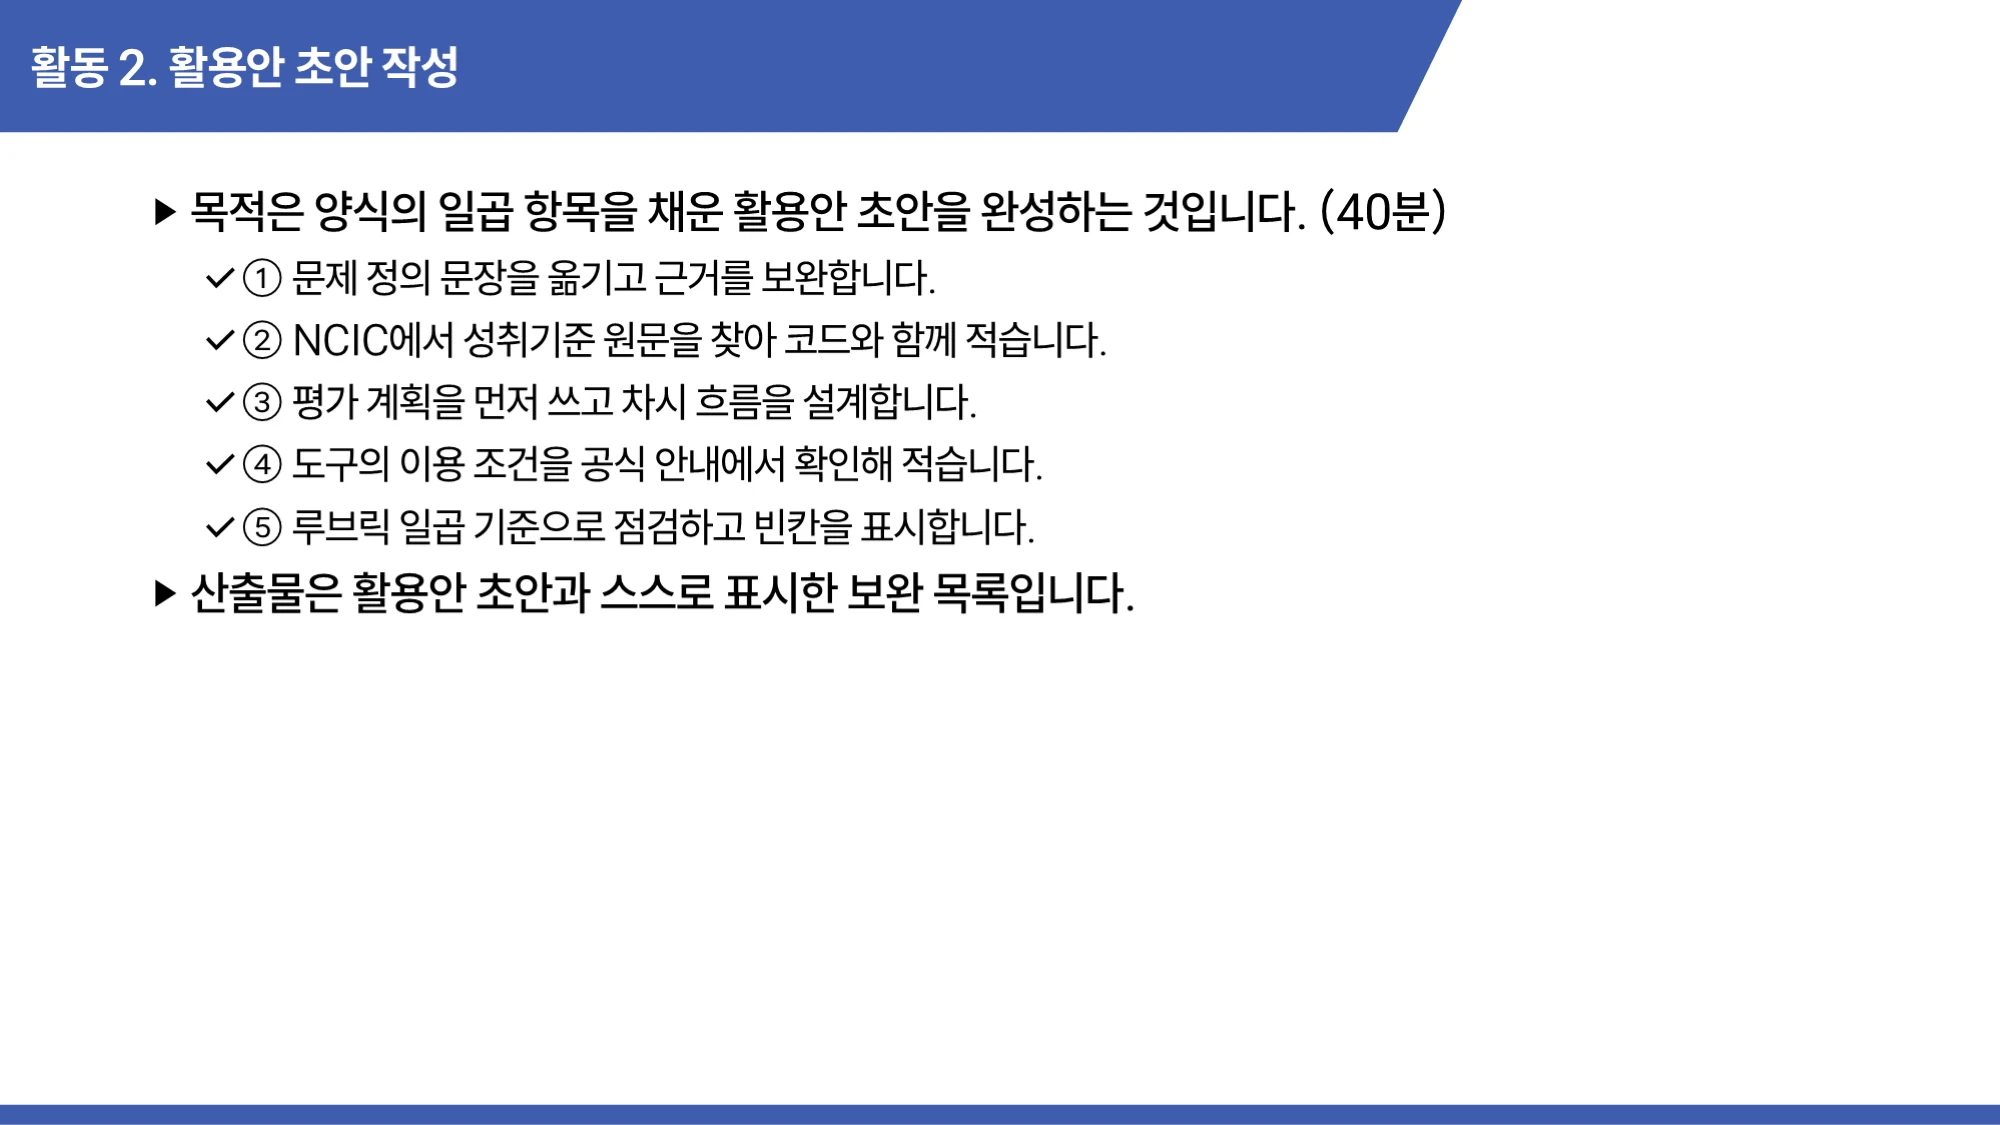 활동 2. 활용안 초안 작성
▶ 목적은 양식의 일곱 항목을 채운 활용안 초안을 완성하는 것입니다. (40분)
✓ ① 문제 정의 문장을 옮기고 근거를 보완합니다.
✓ ② NCIC에서 성취기준 원문을 찾아 코드와 함께 적습니다.
✓ ③ 평가 계획을 먼저 쓰고 차시 흐름을 설계합니다.
✓ ④ 도구의 이용 조건을 공식 안내에서 확인해 적습니다.
✓ ⑤ 루브릭 일곱 기준으로 점검하고 빈칸을 표시합니다.
▶ 산출물은 활용안 초안과 스스로 표시한 보완 목록입니다.